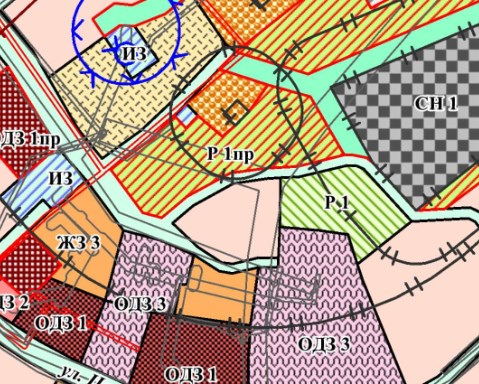 ИЗ
СН 1
ОДЗ 1пр
Р 1пр
ИЗ
Р 1
ЖЗ 3
ОДЗ 3
ДЗ 2
ОДЗ 1
ОДЗ 3
ОДЗ 1
ул. П